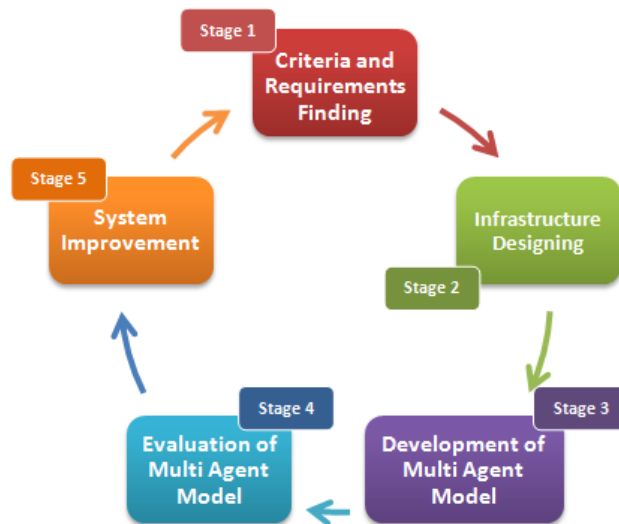 Stage 1
Criteria and
Requirements
Finding
Infrastructure
Designing
Stage 2
Stage 3
Development of
Multi Agent
Model
Stage 4
Evaluation of
Multi Agent
Model
Stage 5
System
Improvement